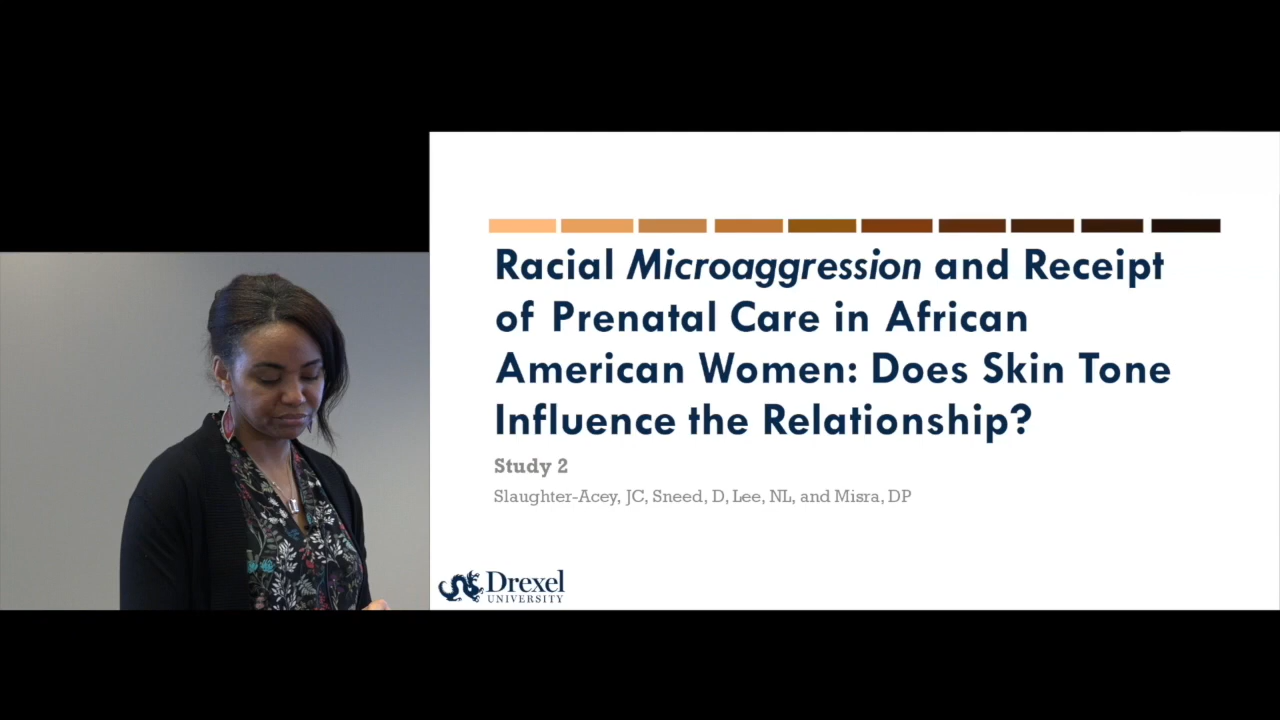 Racial Microaggression and Receipt
of Prenatal Care in African
American Women: Does Skin Tone
Influence the Relationship?
Study 2
Slaughter-Acey, JC, Sneed, D, Lee, NL, and Misra, DP
Drexel
UNIVERSITY